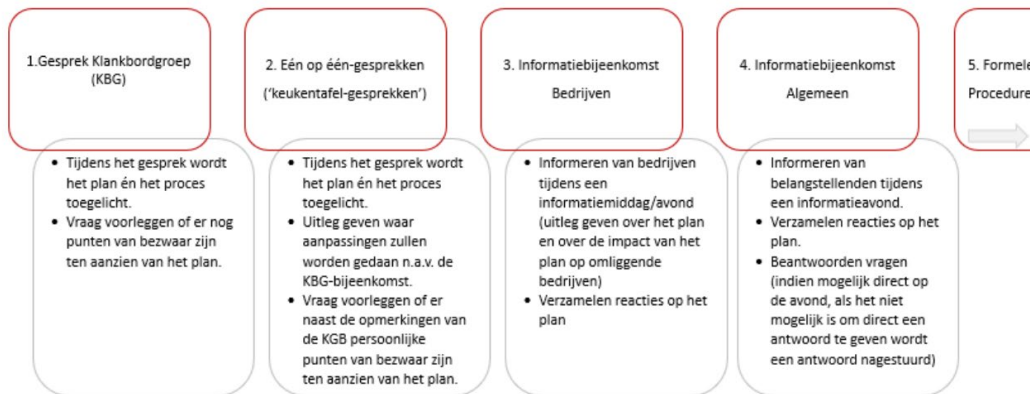 1.Gesprek Klankbordgroep
(KBG)
2. Eén op één-gesprekken
('keukentafel-gesprekken')
3. Informatiebijeenkomst
Bedrijven
4. Informatiebijeenkomst
Algemeen
5. Formele
Procedure
• Tijdens het gesprek wordt
het plan én het proces
toegelicht.
• Vraag voorleggen of er nog
punten van bezwaar zijn
ten aanzien van het plan.
• Tijdens het gesprek wordt
het plan én het proces
toegelicht.
• Uitleg geven waar
aanpassingen zullen
worden gedaan n.a.v. de
KBG-bijeenkomst.
• Vraag voorleggen of er
naast de opmerkingen van
de KGB persoonlijke
punten van bezwaar zijn
ten aanzien van het plan.
• Informeren van bedrijven
tijdens een
informatiemiddag/avond
(uitleg geven over het plan
en over de impact van het
plan op omliggende
bedrijven)
• Verzamelen reacties op het
plan
• Informeren van
belangstellenden tijdens
een informatieavond.
• Verzamelen reacties op het
plan.
• Beantwoorden vragen
(indien mogelijk direct op
de avond, als het niet
mogelijk is om direct een
antwoord te geven wordt
een antwoord nagestuurd)